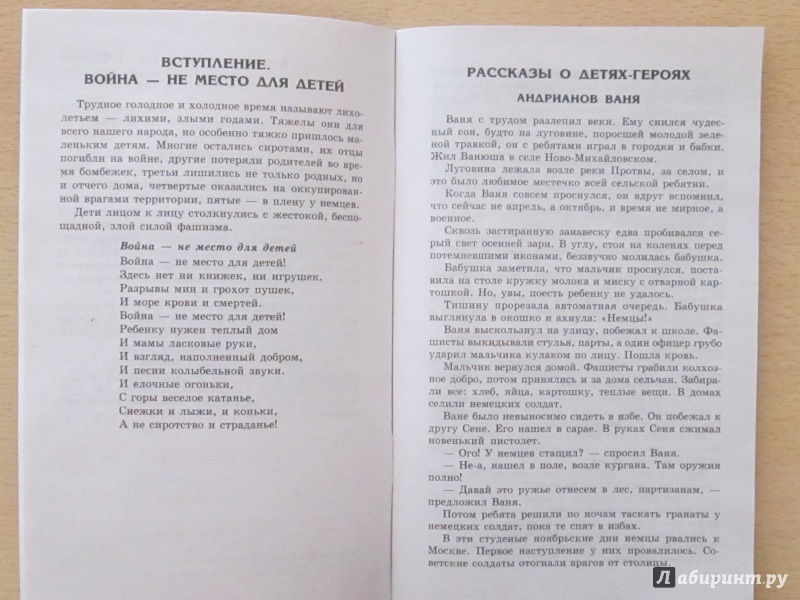 ВСТУПЛЕНИЕ.
ВОЙНА — НЕ МЕСТО ДЛЯ ДЕТЕЙ
Трудное голодное и холодное время называют лихо-
летьем — лихими, злыми годами. Тяжелы они для
всего нашего народа, но особенно тяжко пришлось ма-
леньким детям. Многие остались сиротами, их отцы
погибли на войне, другие потеряли родителей во вре-
мя бомбежек, третьи лишились не только родных, но
и отчего дома, четвертые оказались на оккупирован-
ной врагами территории, пятые — в плену у немцев.
Дети лицом к лицу столкнулись с жестокой, беспо-
щадной, злой силой фашизма.
Война — не место для детей
Война — не место для детей!
Здесь нет ни книжек, ни игрушек.
Разрывы мин и грохот пушек,
И море крови и смертей.
Война — не место для детей!
Ребенку нужен теплый дом
И мамы ласковые руки,
И взгляд, наполненный добром,
И песни колыбельной звуки.
И елочные огоньки,
С горы веселое катанье,
Снежки и лыжи, и коньки,
А не сиротство и страданье!
РАССКАЗЫ О ДЕТЯХ-ГЕРОЯХ
АНДРИАНОВ ВАНЯ
Ваня с трудом разлепил веки. Ему снился чудес-
ный сон, будто на луговине, поросшей молодой зеле-
ной травкой, он с ребятами играл в городки и бабки.
Жил Ванюша в селе Ново-Михайловском.
Луговина лежала возле реки Протвы, за селом, и
это было любимое местечко всей сельской ребятни.
Когда Ваня совсем проснулся, он вдруг вспомнил,
что сейчас не апрель, а октябрь, и время не мирное, а
военное.
Сквозь застиранную занавеску едва пробивался се-
рый свет осенней зари. В углу, стоя на коленях перед
потемневшими иконами, беззвучно молилась бабушка.
Бабушка заметила, что мальчик проснулся, поста-
вила на столе кружку молока и миску с отварной кар-
тошкой. Но, увы, поесть ребенку не удалось.
Тишину прорезала автоматная очередь. Бабушка
выглянула в окошко и ахнула: «Немцы!»
Ваня выскользнул на улицу, побежал к школе. Фа-
шисты выкидывали стулья, парты, а один офицер грубо
ударил мальчика кулаком по лицу. Пошла кровь.
Мальчик вернулся домой. Фашисты грабили колхоз-
ное добро, потом принялись и за дома сельчан. Забира-
ли все: хлеб, яйца, картошку, теплые вещи. В домах
селили немецких солдат.
Ване было невыносимо сидеть в избе. Он побежал к
другу Сене. Его нашел в сарае. В руках Сеня сжимал
новенький пистолет.
— Ого! У немцев стащил? — спросил Ваня.
— Не-а, нашел в поле, возле кургана. Там оружия
полно!
— Давай это ружье отнесем в лес, партизанам, —
предложил Ваня.
Потом ребята решили по ночам таскать гранаты у
немецких солдат, пока те спят в избах.
В эти студеные ноябрьские дни немцы рвались к
Москве. Первое наступление у них провалилось. Со-
ветские солдаты отогнали врагов от столицы.
Лабиринт.ру